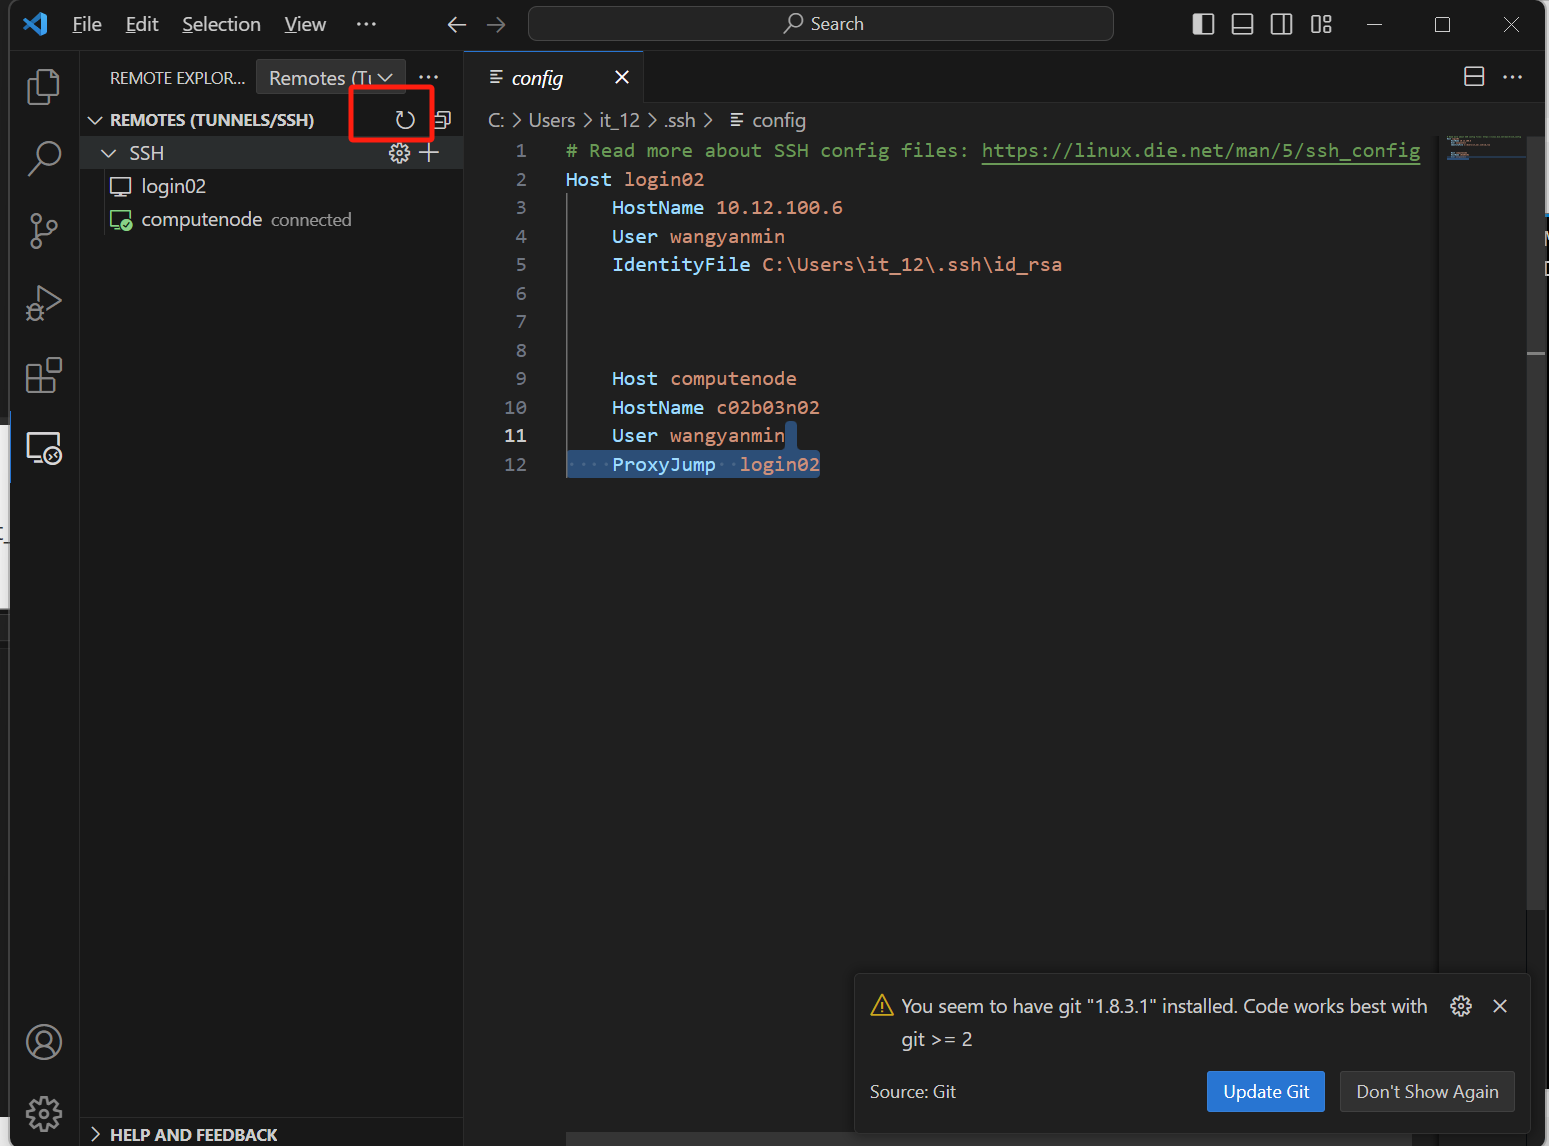 File Edit Selection View ··· Search
REMOTE EXPLOR... Remotes (Tu ···
config
REMOTES (TUNNELS/SSH)
C: > Users > it_12 > .ssh > config
SSH
login02
computenode connected
1 # Read more about SSH config files: https://linux.die.net/man/5/ssh_config
2 Host login02
3 HostName 10.12.100.6
4 User wangyanmin
5 IdentityFile C:\Users\it_12\.ssh\id_rsa
6
7
8
9 Host computenode
10 HostName c02b03n02
11 User wangyanmin
12 ProxyJump login02
You seem to have git "1.8.3.1" installed. Code works best with
git >= 2
Source: Git
Update Git
Don't Show Again
HELP AND FEEDBACK